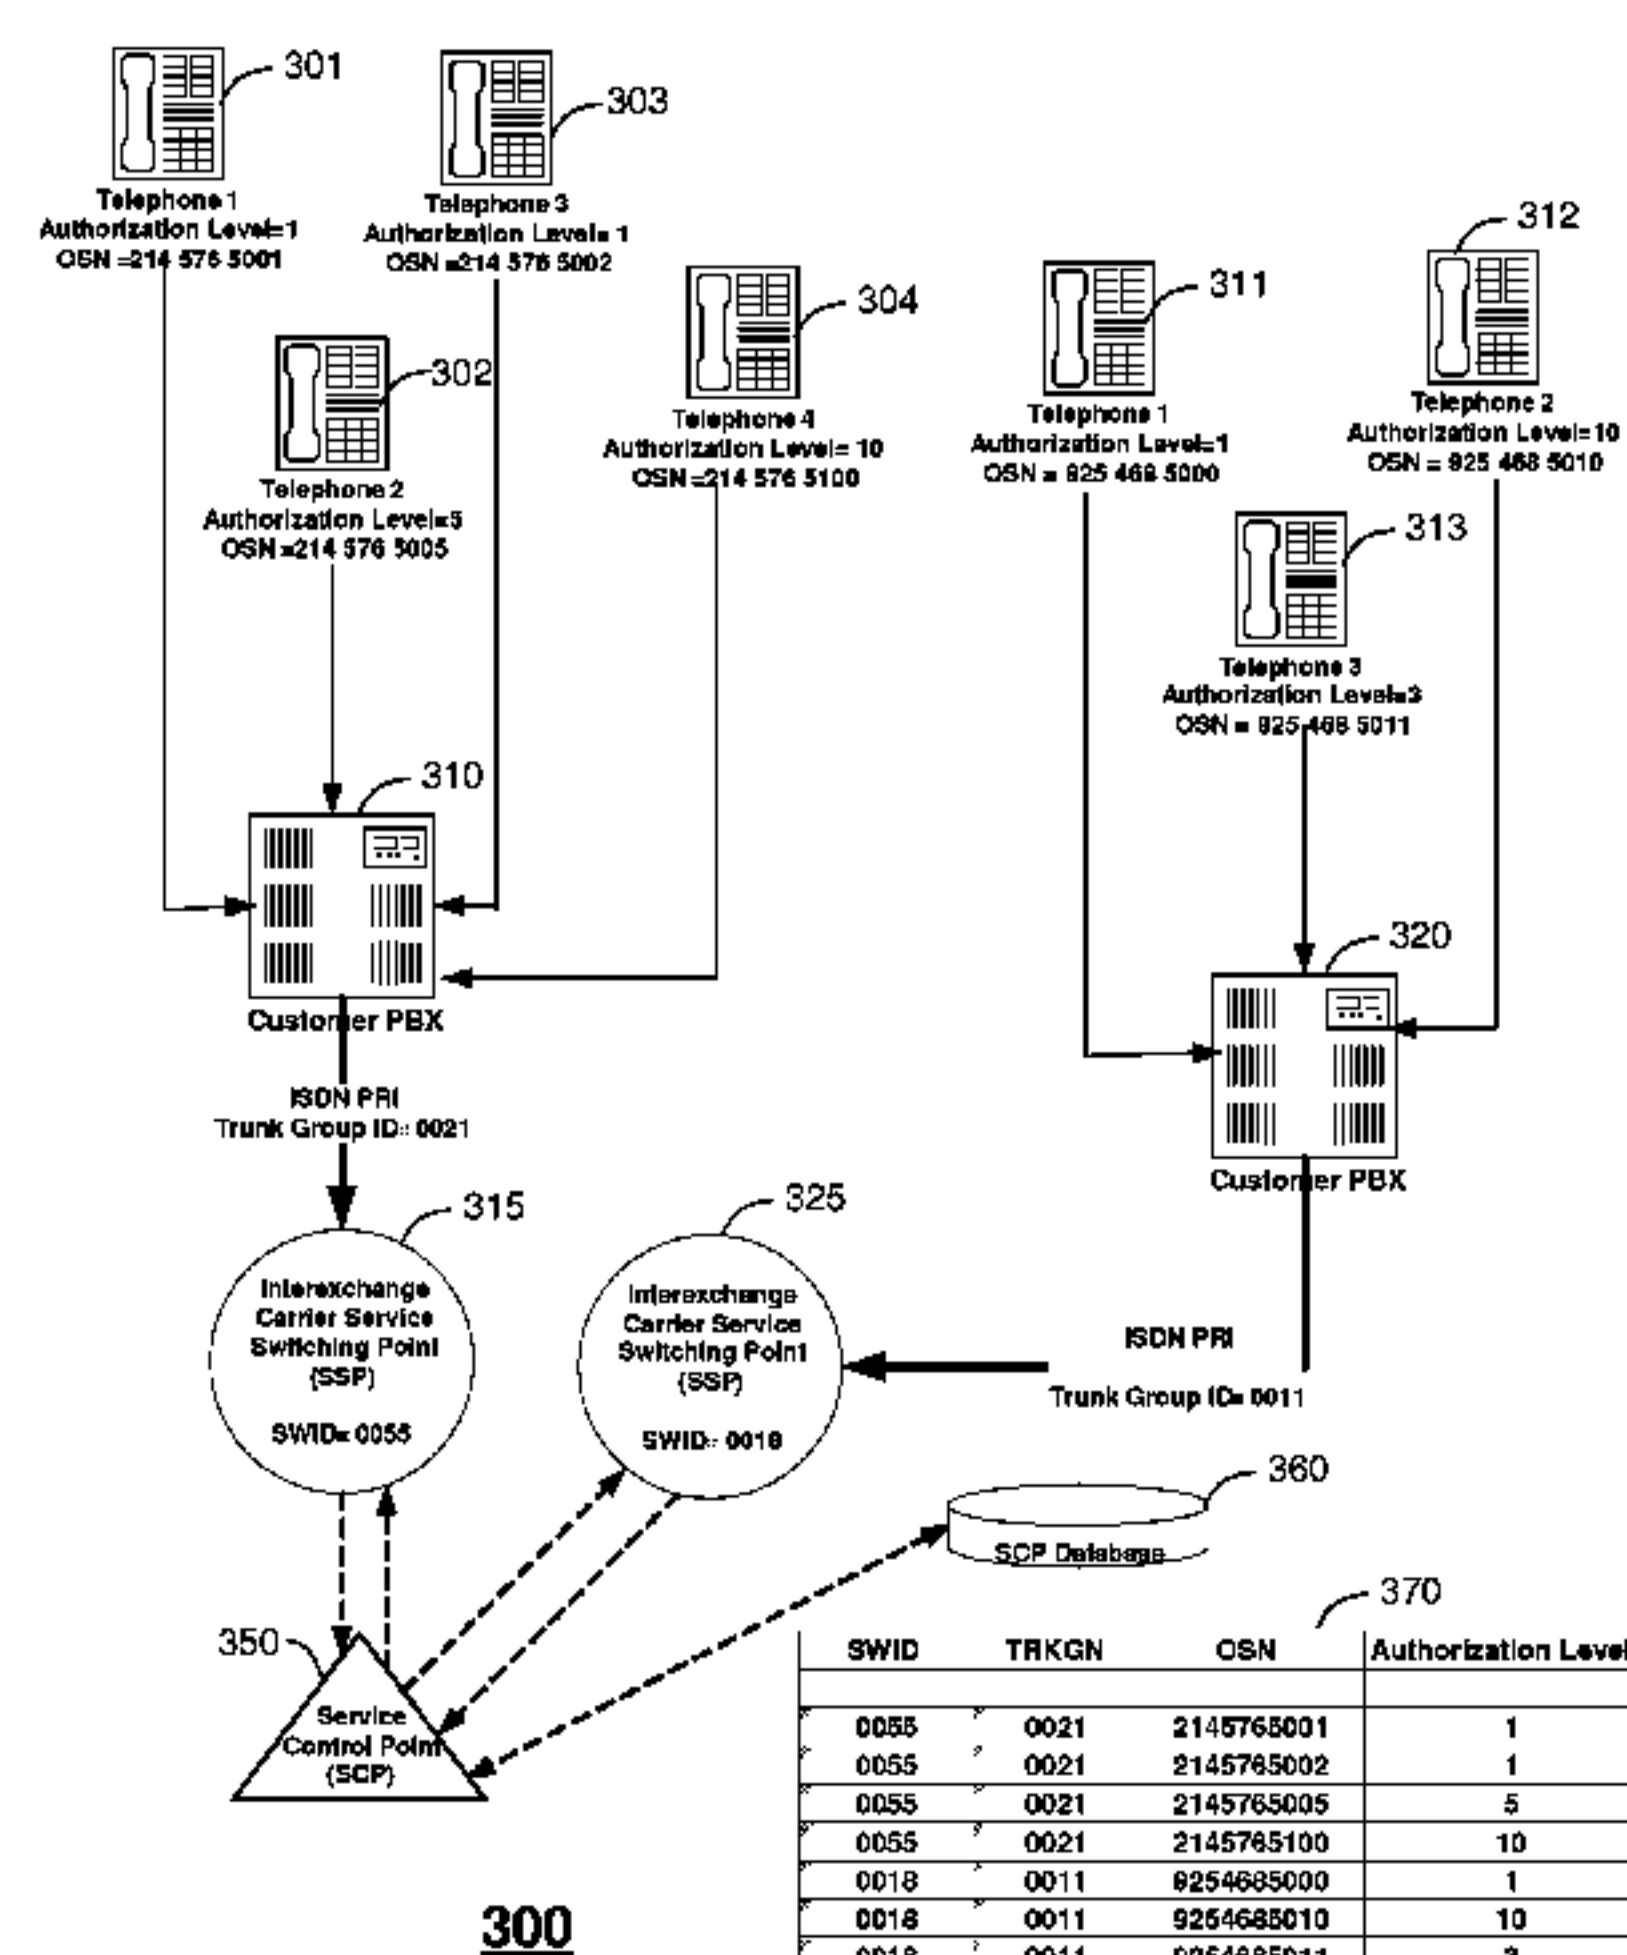 301
Telephone 1
Authorization Level=1
OSN =214 576 5001
303
Telephone 3
Authorization Level= 1
OSN =214 576 5002
302
Telephone 2
Authorization Level=5
OSN =214 576 5005
304
Telephone 4
Authorization Level= 10
OSN =214 576 5100
311
Telephone 1
Authorization Level=1
OSN = 925 468 5000
312
Telephone 2
Authorization Level=10
OSN = 925 468 5010
313
Telephone 3
Authorization Level=3
OSN = 925 468 5011
310
Customer PBX
ISDN PRI
Trunk Group ID= 0021
320
Customer PBX
ISDN PRI
Trunk Group ID= 0011
315
Interexchange
Carrier Service
Switching Point
(SSP)
SWID= 0055
325
Interexchange
Carrier Service
Switching Point
(SSP)
SWID= 0018
360
SCP Database
350
Service
Control Point
(SCP)
370
SWID TRKGN OSN Authorization Level
0055 0021 2145765001 1
0055 0021 2145765002 1
0055 0021 2145765005 5
0055 0021 2145765100 10
0018 0011 9254685000 1
0018 0011 9254685010 10
0018 0011 9254685011 3
300